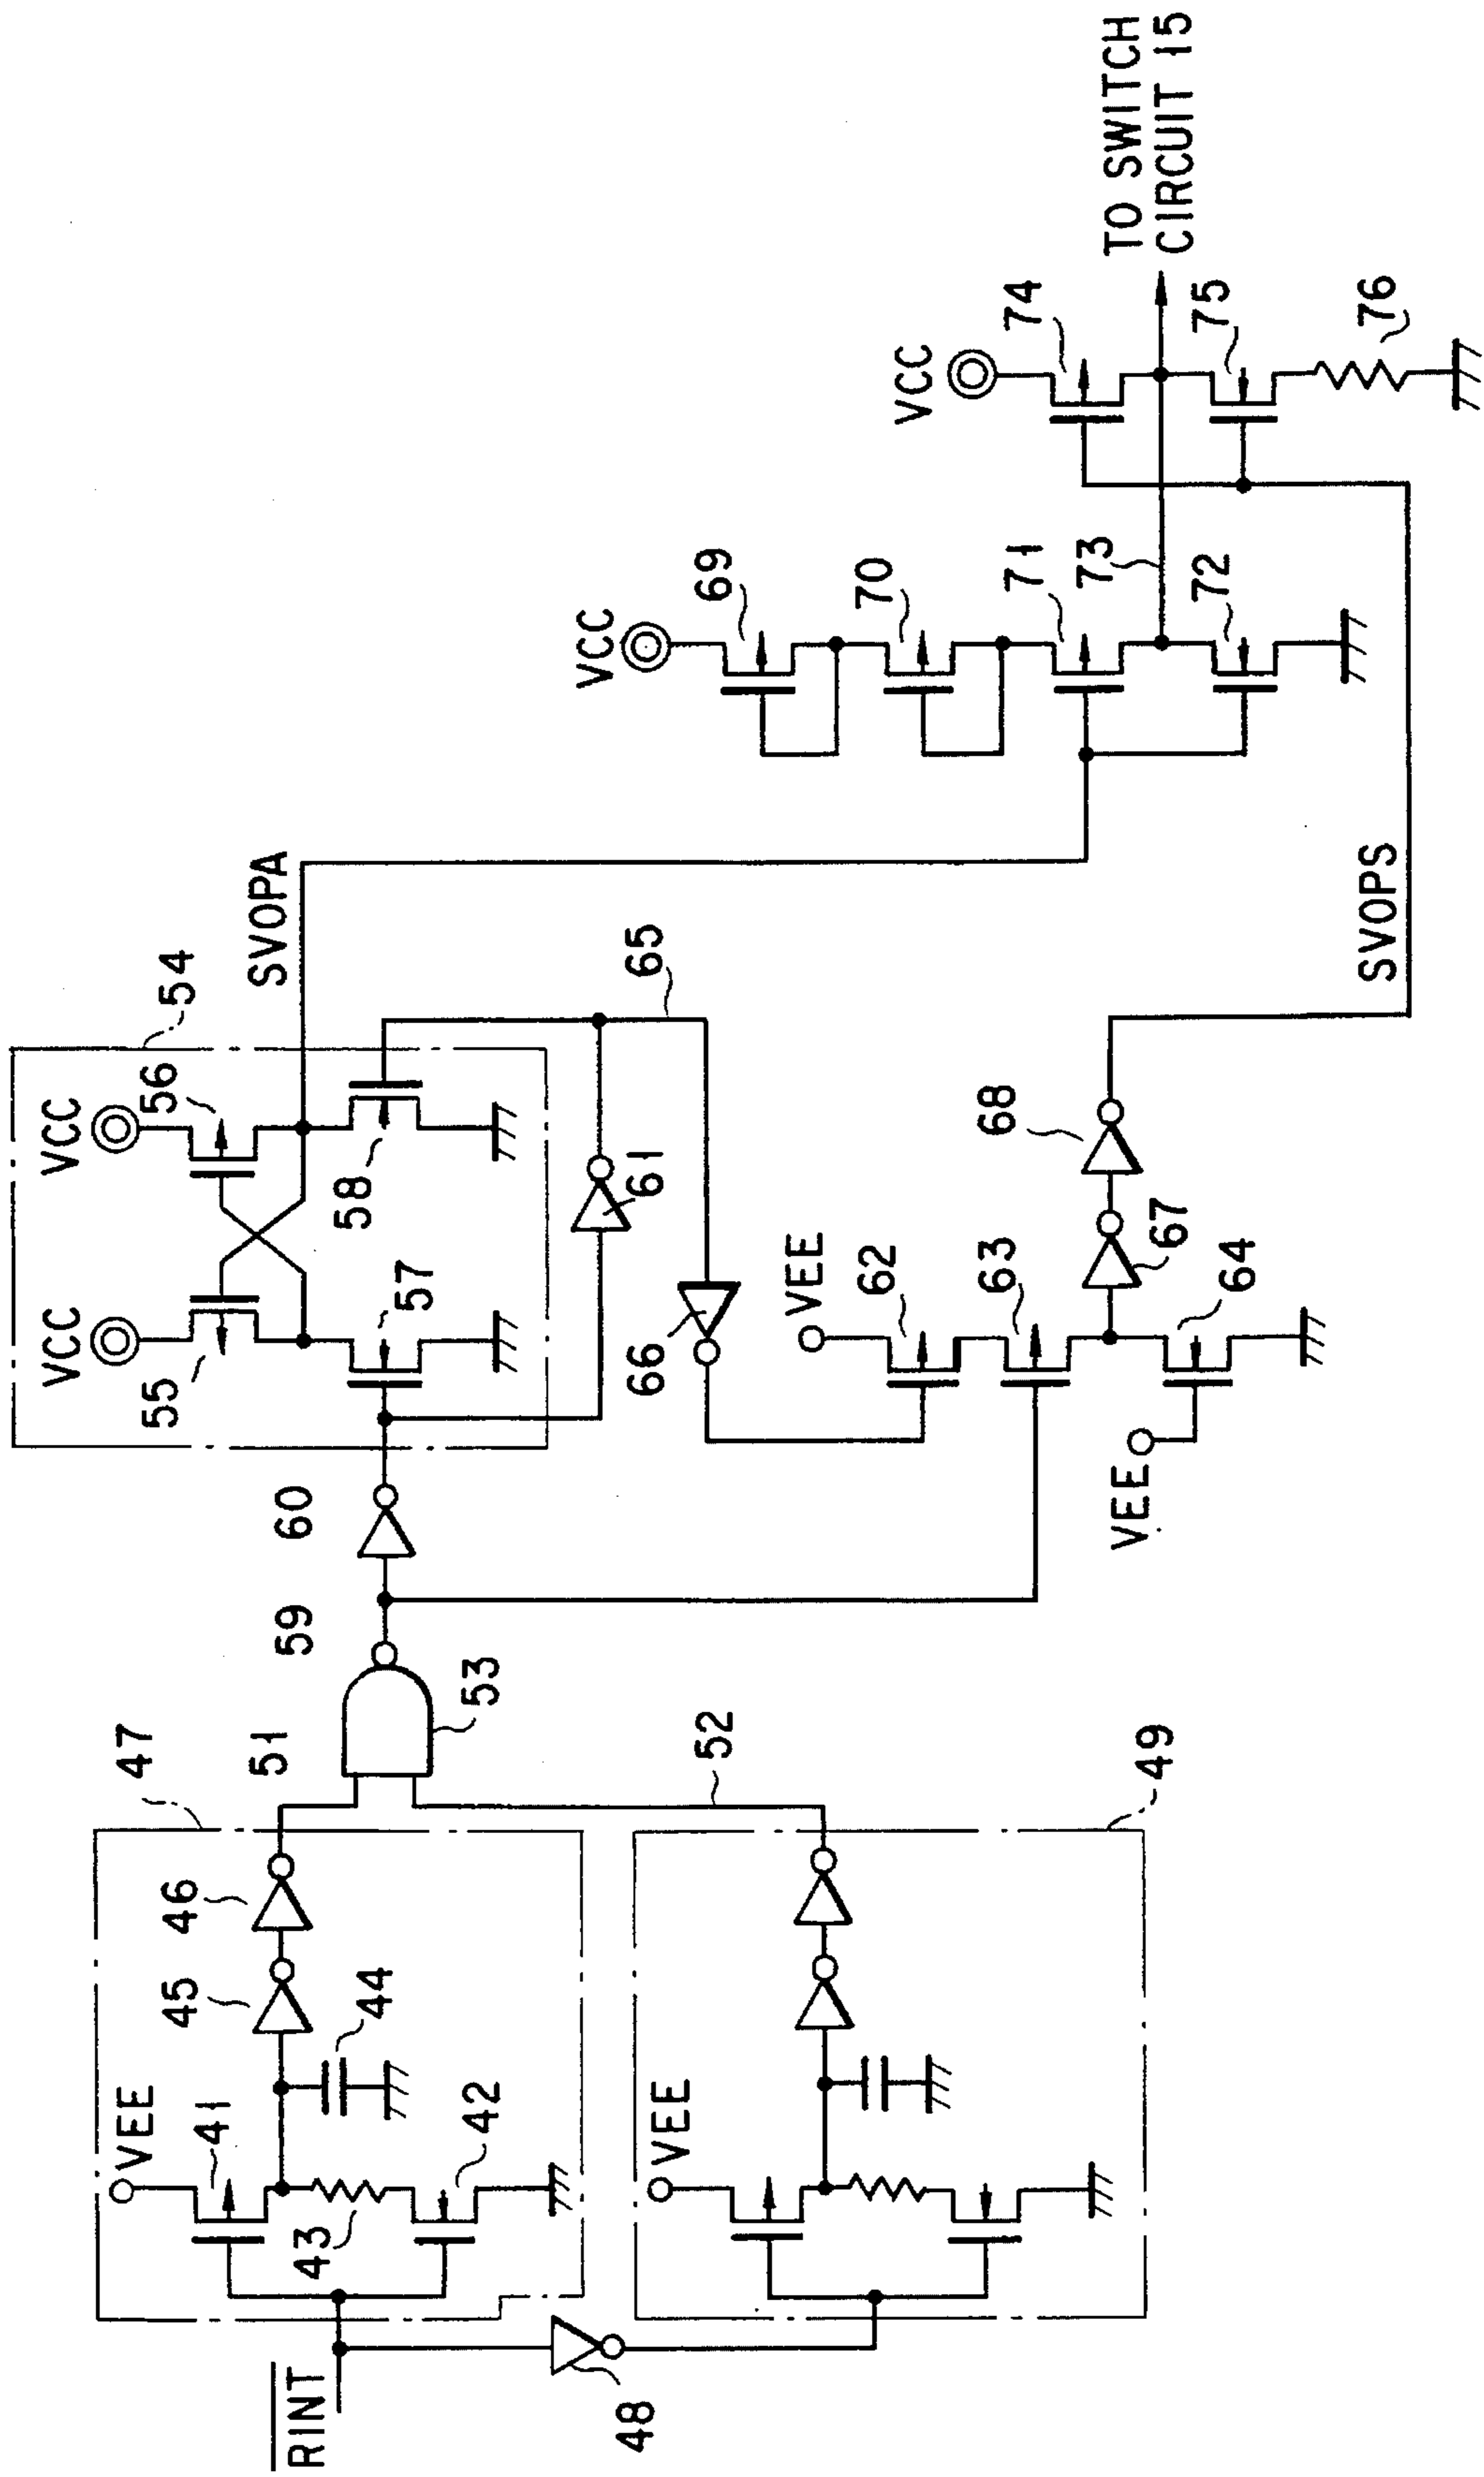 RINT
48
47
VEE
41
43
42
44
45
46
51
49
VEE
52
53
59
60
54
VCC
VCC
55
56
57
58
61
65
66
VEE
62
63
64
VEE
67
68
SVOPA
SVOPS
VCC
69
70
71
73
72
VCC
74
75
76
TO SWITCH
CIRCUIT 15